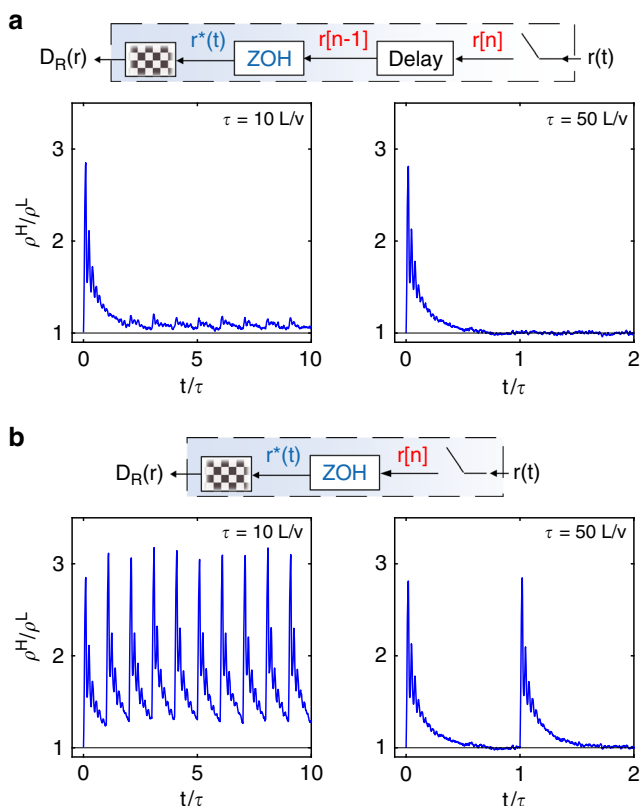 a
D_R(r) r*(t) ZOH r[n-1] Delay r[n] r(t)
τ = 10 L/v τ = 50 L/v
3 3
ρ^H/ρ^L
2 2
1 1
0 5 10 0 1 2
t/τ t/τ
b
D_R(r) r*(t) ZOH r[n] r(t)
τ = 10 L/v τ = 50 L/v
3 3
ρ^H/ρ^L
2 2
1 1
0 5 10 0 1 2
t/τ t/τ